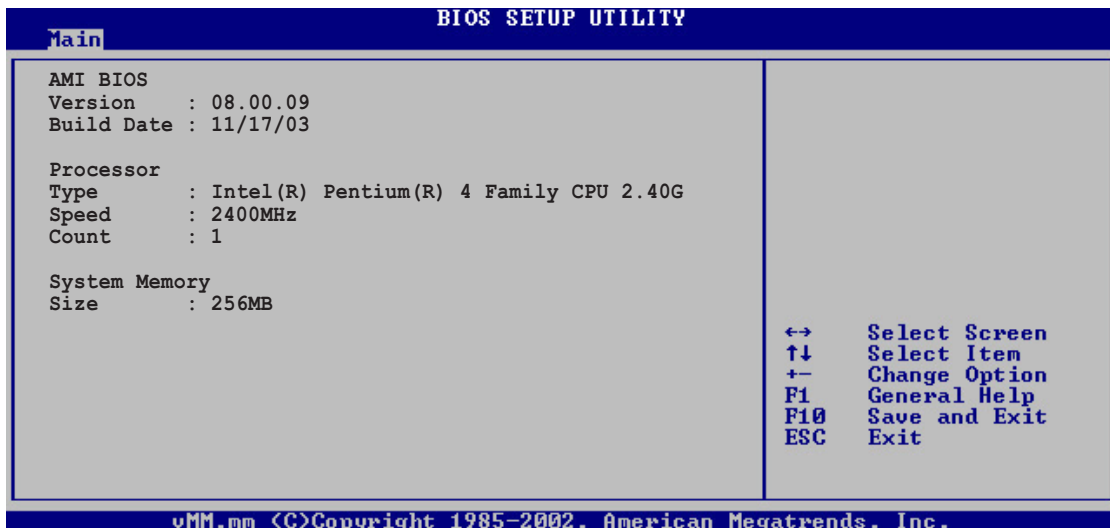 BIOS SETUP UTILITY
Main
AMI BIOS
Version : 08.00.09
Build Date : 11/17/03
Processor
Type : Intel(R) Pentium(R) 4 Family CPU 2.40G
Speed : 2400MHz
Count : 1
System Memory
Size : 256MB
←→ Select Screen
↑↓ Select Item
+- Change Option
F1 General Help
F10 Save and Exit
ESC Exit
vMM.mm (C)Copyright 1985-2002, American Megatrends, Inc.